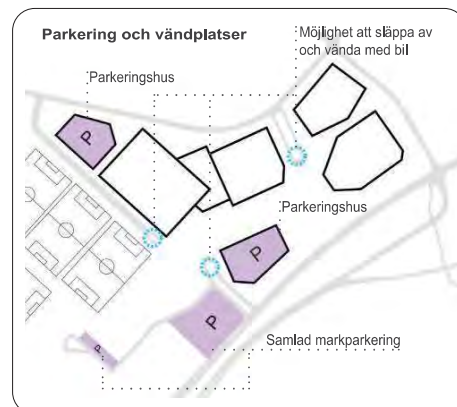 Parkering och vändplatser
Möjlighet att släppa av
och vända med bil
Parkeringshus
P
Parkeringshus
P
P
Samlad markparkering
P